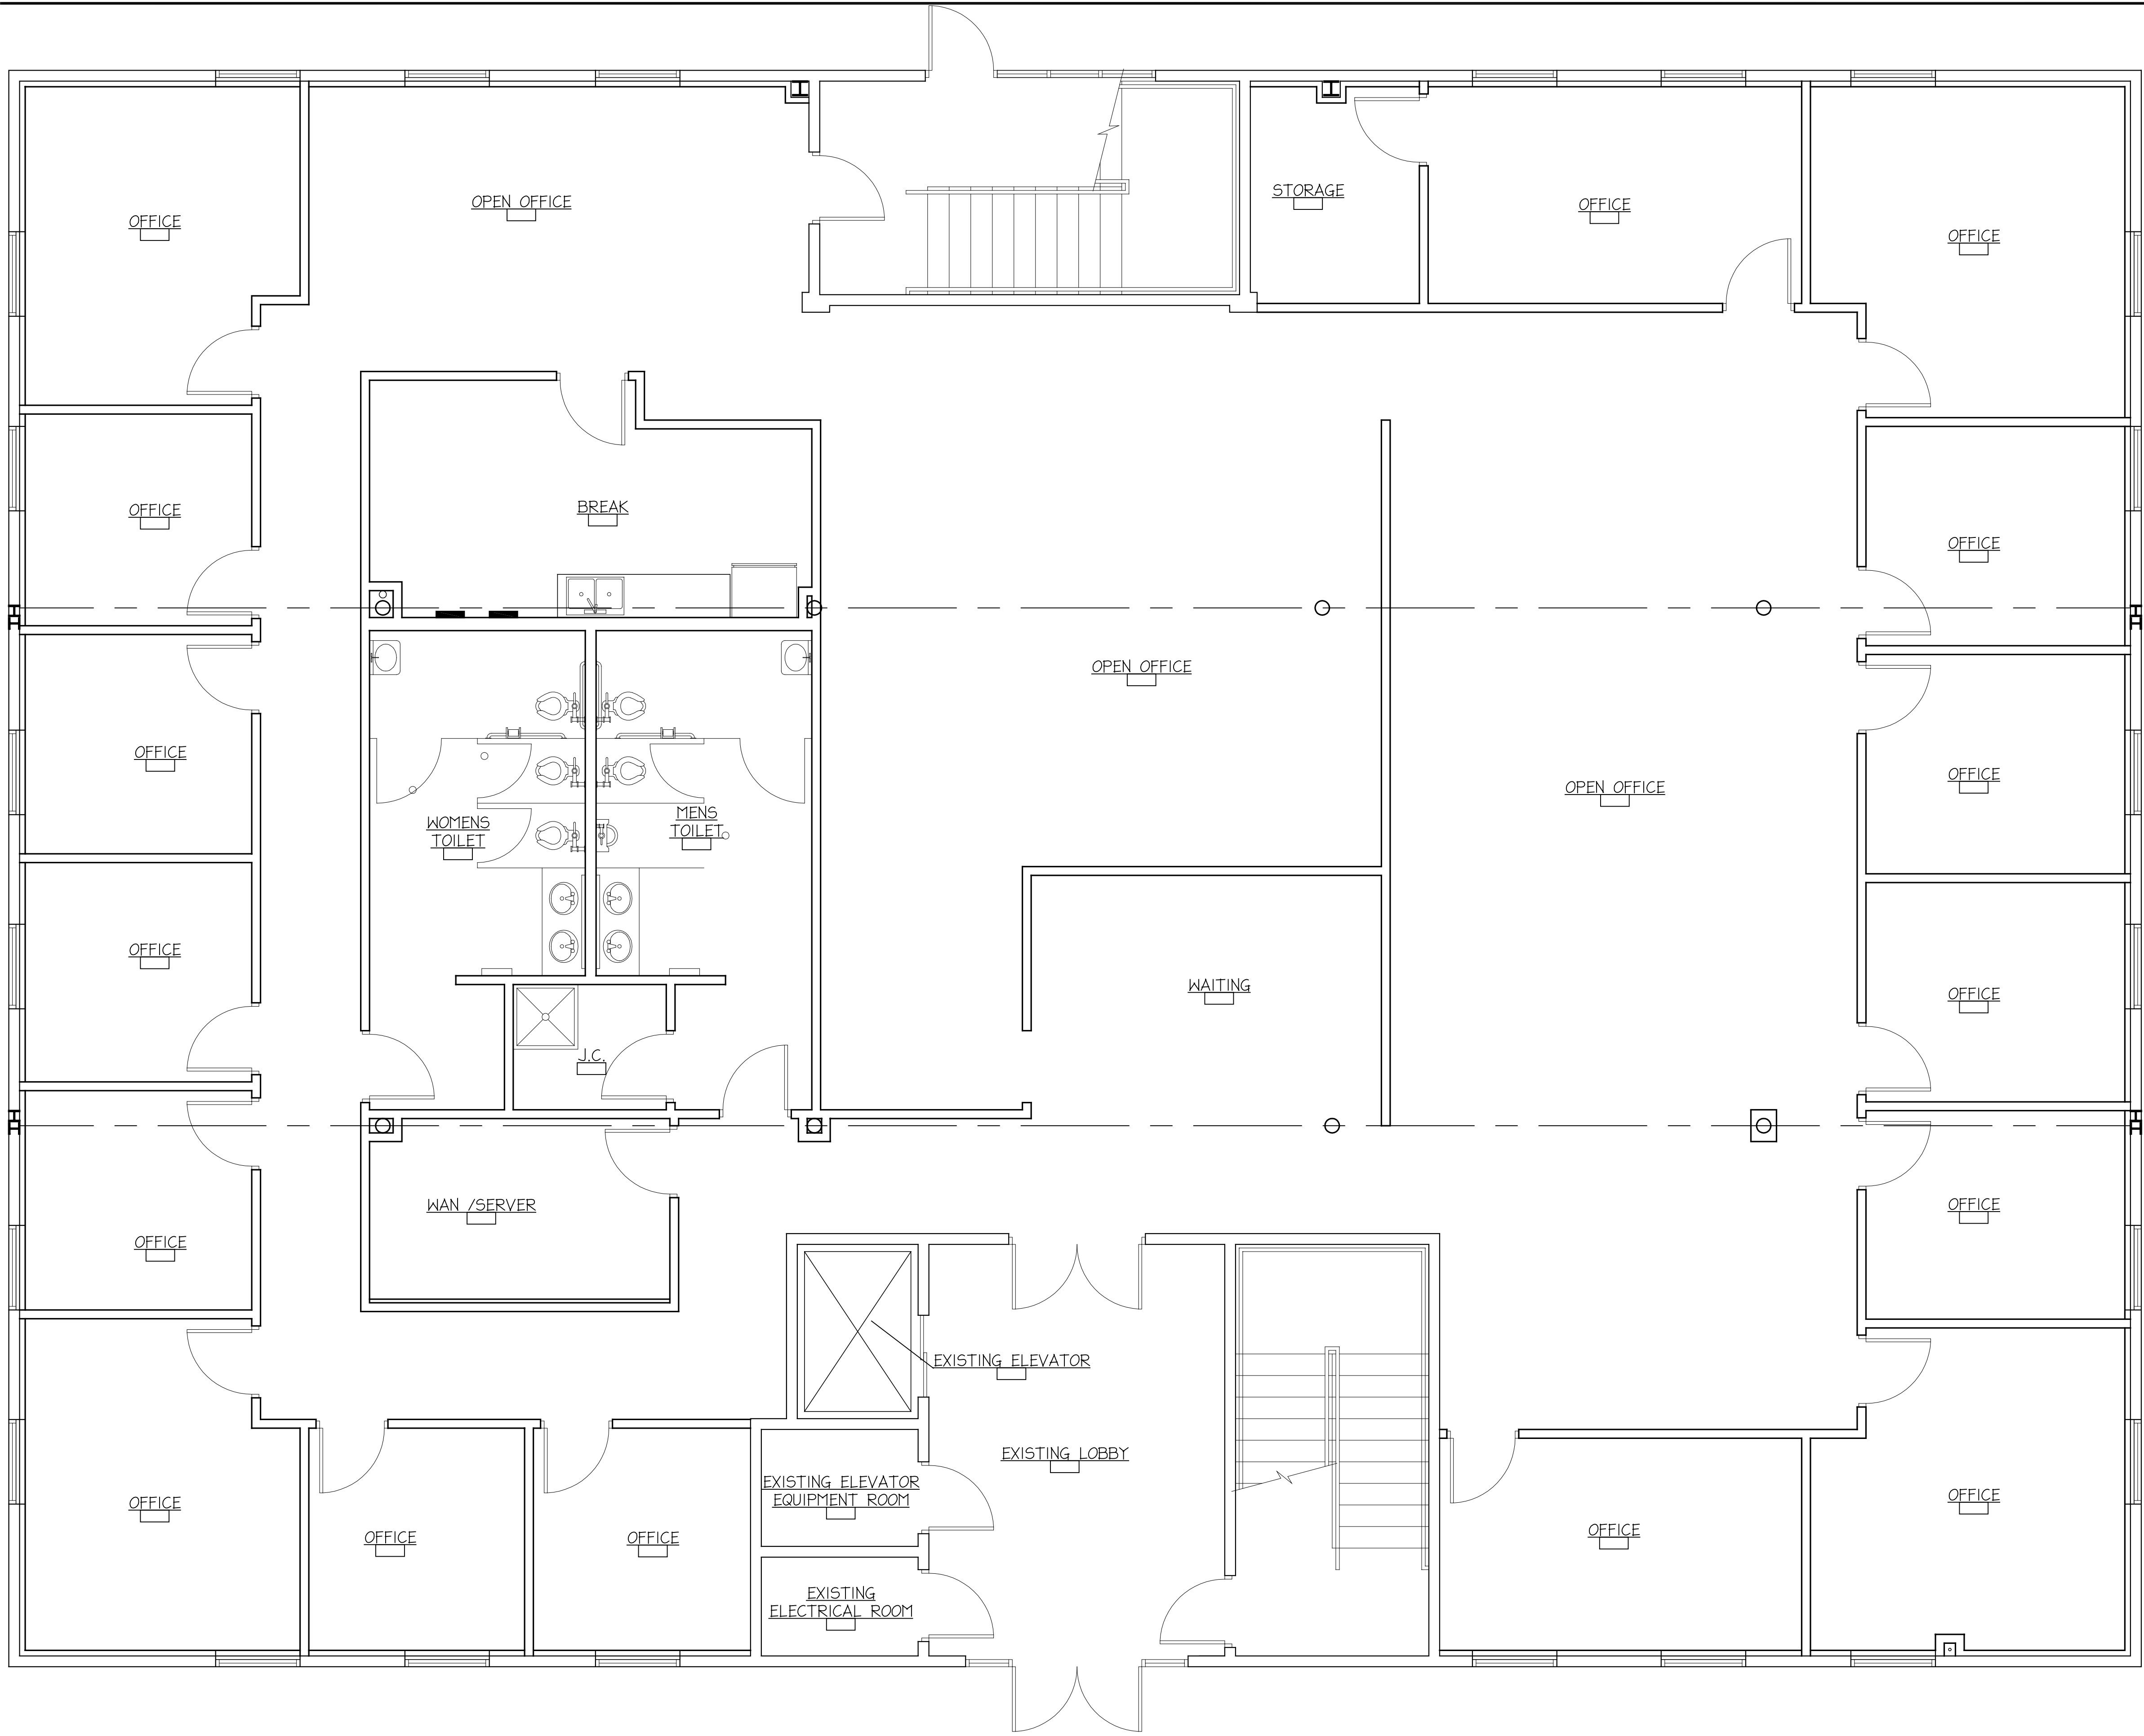 OPEN OFFICE
STORAGE
OFFICE
OFFICE
OFFICE
OFFICE
BREAK
OFFICE
OFFICE
OPEN OFFICE
OFFICE
OFFICE
OPEN OFFICE
WOMENS
TOILET
MENS
TOILET
OFFICE
WAITING
OFFICE
J.C.
WAN /SERVER
OFFICE
OFFICE
EXISTING ELEVATOR
EXISTING LOBBY
EXISTING ELEVATOR
EQUIPMENT ROOM
OFFICE
OFFICE
OFFICE
OFFICE
OFFICE
EXISTING
ELECTRICAL ROOM